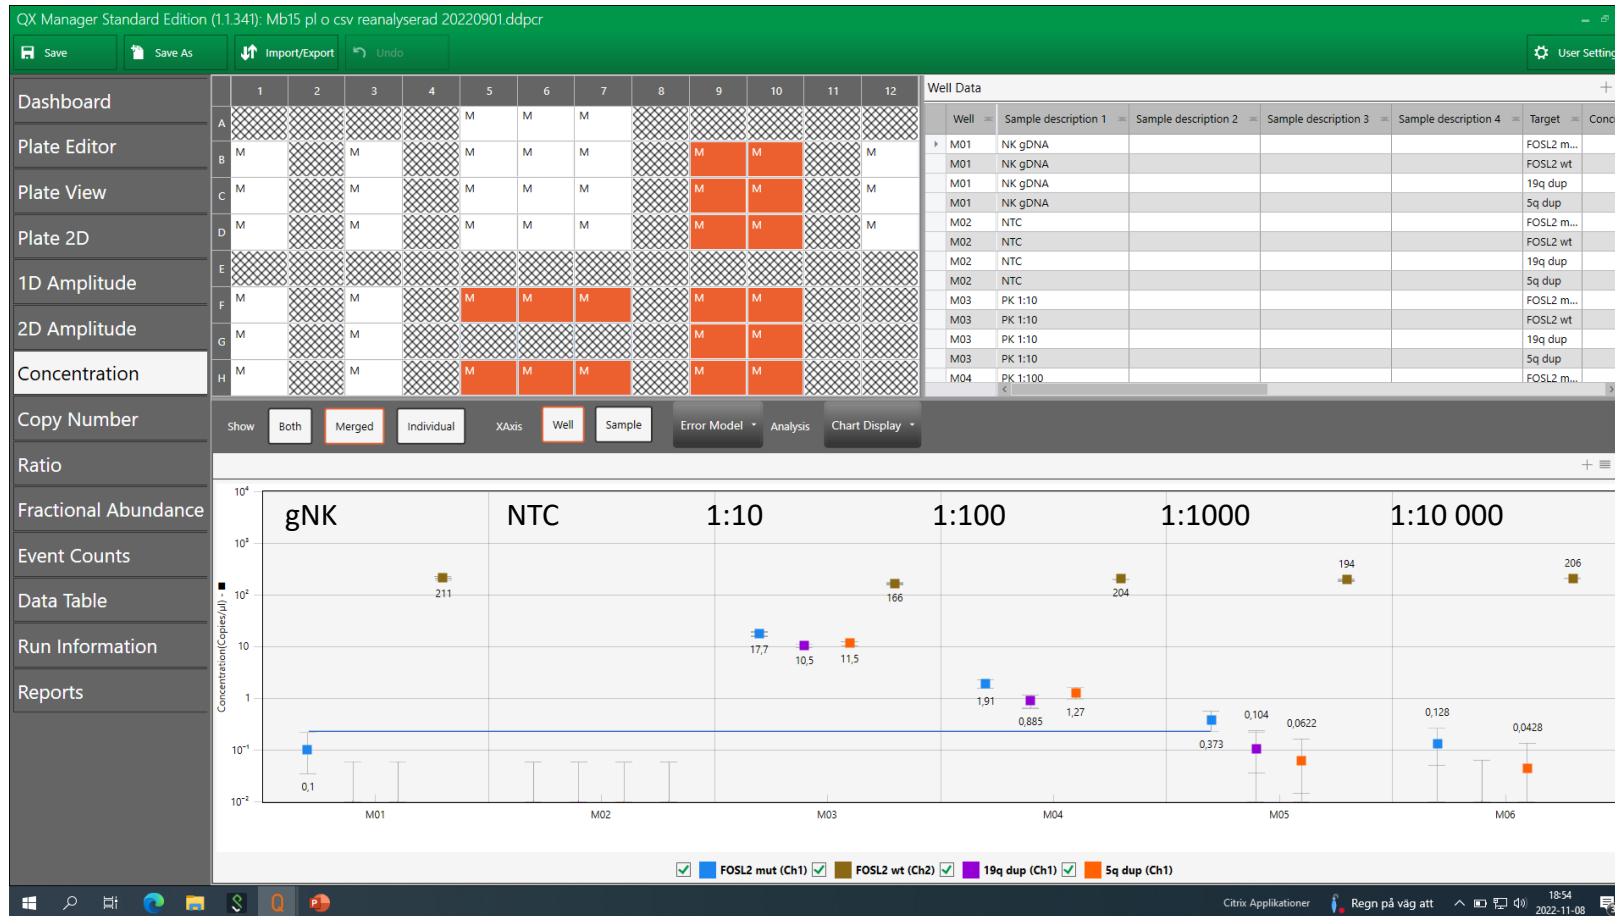 QX Manager Standard Edition (1.1.341): Mb15 pl o csv reanalyserad 20220901.ddpcr
Save Save As Import/Export Undo User Setting
Dashboard
Plate Editor
Plate View
Plate 2D
1D Amplitude
2D Amplitude
Concentration
Copy Number
Ratio
Fractional Abundance
Event Counts
Data Table
Run Information
Reports
1 2 3 4 5 6 7 8 9 10 11 12
A M M M
B M M M M M M M M
C M M M M M M M M
D M M M M M M M M
E
F M M M M M M M
G M M M M
H M M M M M M M
Well Data
Well Sample description 1 Sample description 2 Sample description 3 Sample description 4 Target Conc
M01 NK gDNA FOSL2 m...
M01 NK gDNA FOSL2 wt
M01 NK gDNA 19q dup
M01 NK gDNA 5q dup
M02 NTC FOSL2 m...
M02 NTC FOSL2 wt
M02 NTC 19q dup
M02 NTC 5q dup
M03 PK 1:10 FOSL2 m...
M03 PK 1:10 FOSL2 wt
M03 PK 1:10 19q dup
M03 PK 1:10 5q dup
M04 PK 1:100 FOSL2 m...
Show Both Merged Individual XAxis Well Sample Error Model Analysis Chart Display
gNK NTC 1:10 1:100 1:1000 1:10 000
Concentration(Copies/µl) -
10⁴
10³
10²
10
1
10⁻¹
10⁻²
211
0,1
166
17,7
10,5
11,5
204
1,91
0,885
1,27
194
0,373
0,104
0,0622
206
0,128
0,0428
M01 M02 M03 M04 M05 M06
FOSL2 mut (Ch1) FOSL2 wt (Ch2) 19q dup (Ch1) 5q dup (Ch1)
Citrix Applikationer Regn på väg att 18:54
2022-11-08